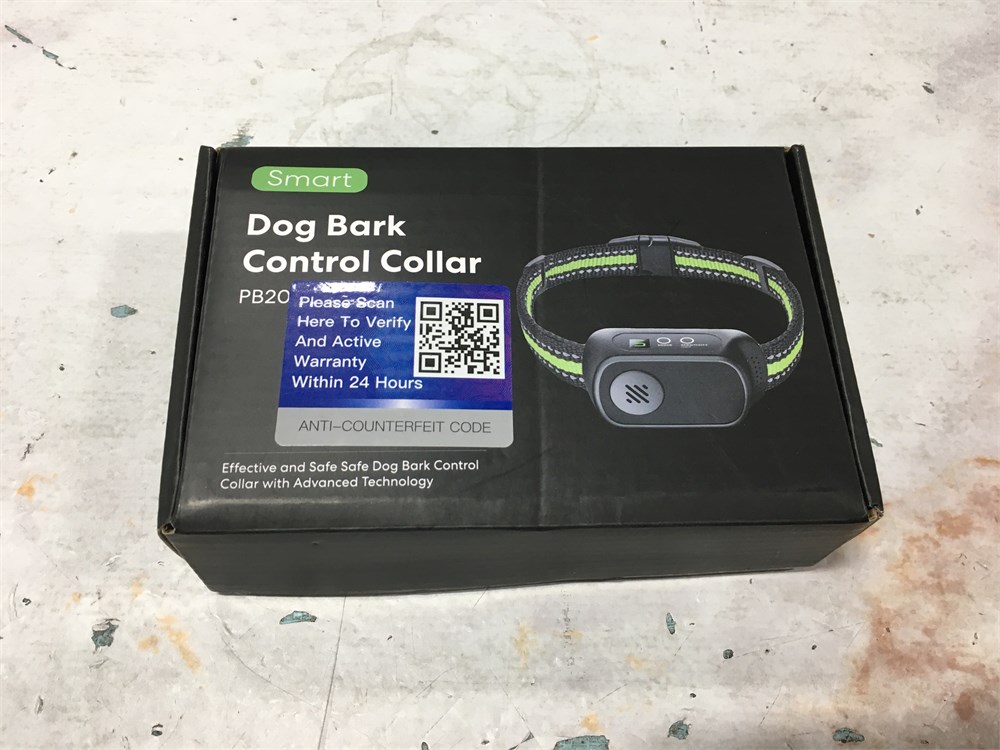 Smart
Dog Bark
Control Collar
PB20
Please Scan
Here To Verify
And Active
Warranty
Within 24 Hours
ANTI-COUNTERFEIT CODE
Effective and Safe Safe Dog Bark Control
Collar with Advanced Technology